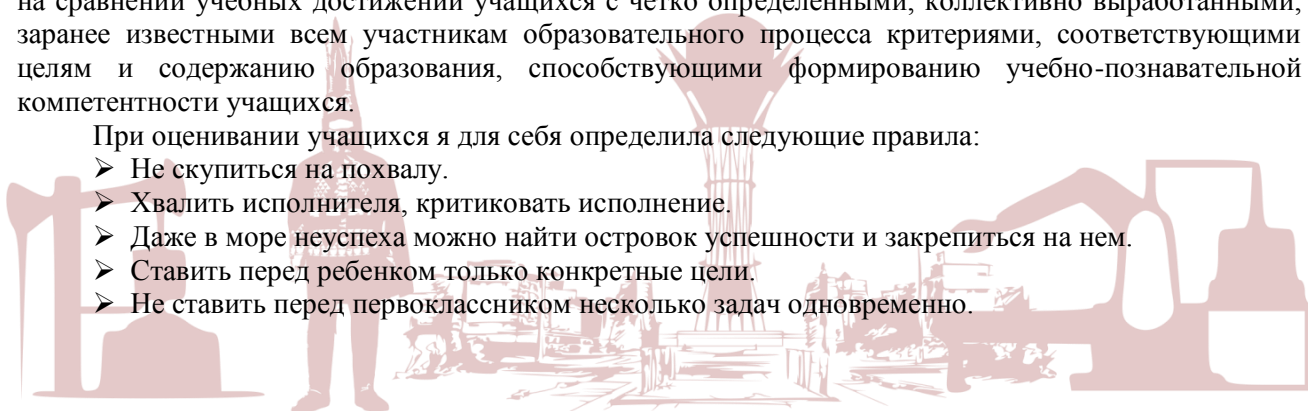 на сравнении учебных достижений учащихся с четко определенными, коллективно выработанными,
заранее известными всем участникам образовательного процесса критериями, соответствующими
целям и содержанию образования, способствующими формированию учебно-познавательной
компетентности учащихся.
При оценивании учащихся я для себя определила следующие правила:
➢ Не скупиться на похвалу.
➢ Хвалить исполнителя, критиковать исполнение.
➢ Даже в море неуспеха можно найти островок успешности и закрепиться на нем.
➢ Ставить перед ребенком только конкретные цели.
➢ Не ставить перед первоклассником несколько задач одновременно.